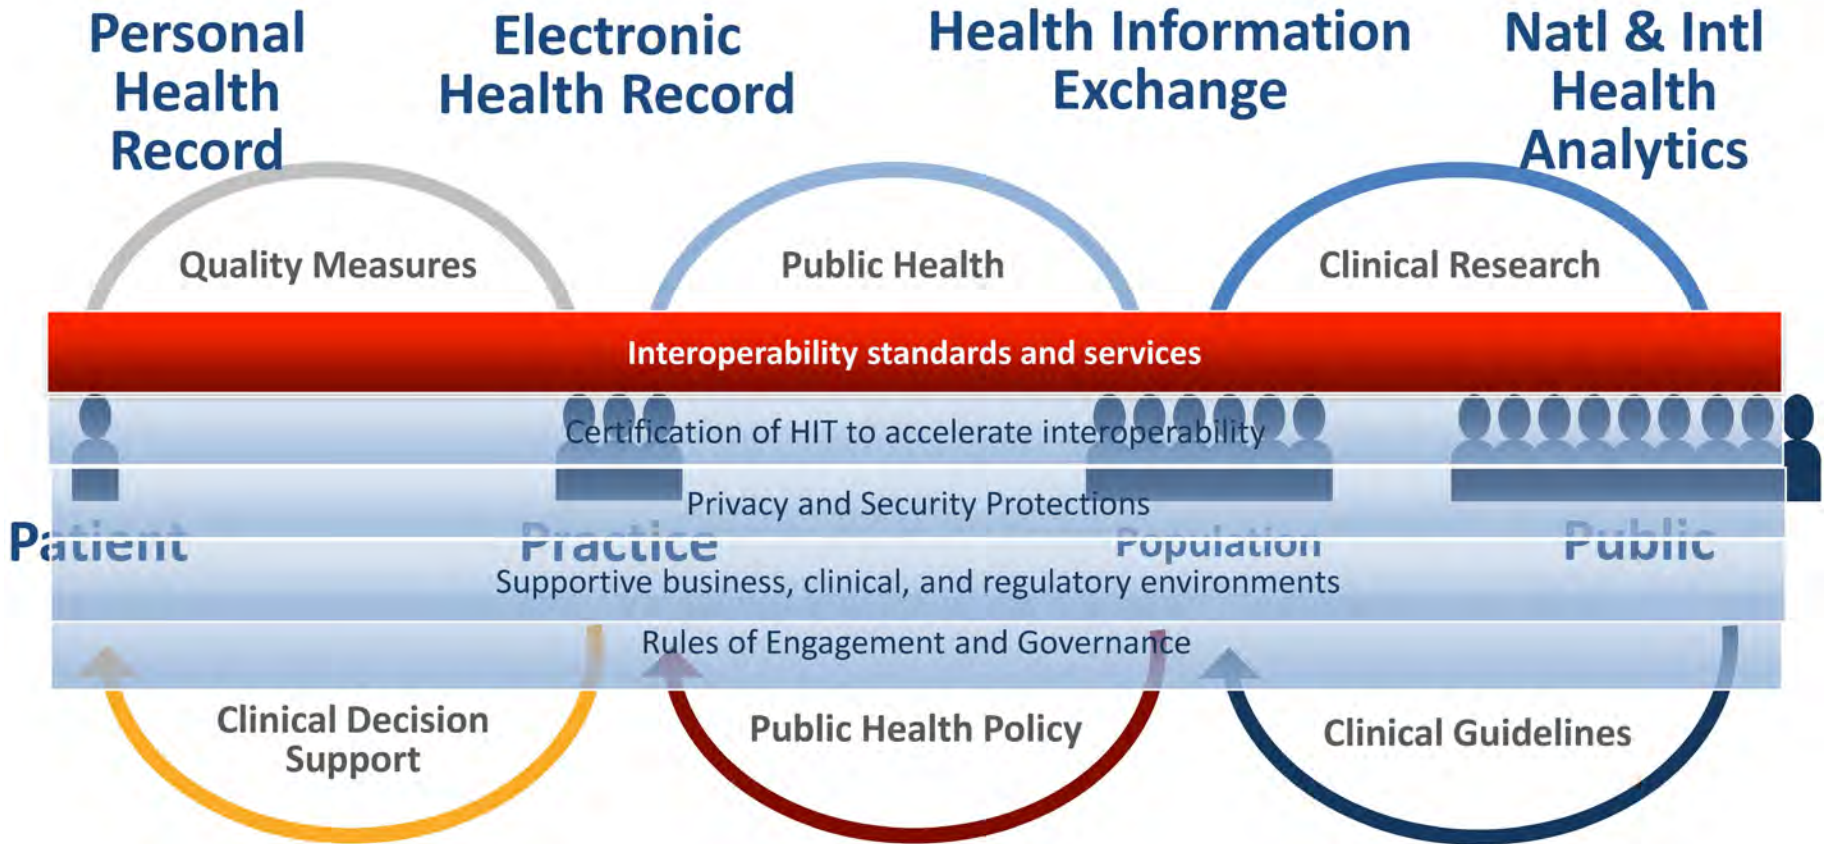 Personal
Health
Record
Electronic
Health Record
Health Information
Exchange
Natl & Intl
Health
Analytics
Quality Measures
Public Health
Clinical Research
Interoperability standards and services
Certification of HIT to accelerate interoperability
Privacy and Security Protections
Patient
Practice
Population
Public
Supportive business, clinical, and regulatory environments
Rules of Engagement and Governance
Clinical Decision
Support
Public Health Policy
Clinical Guidelines